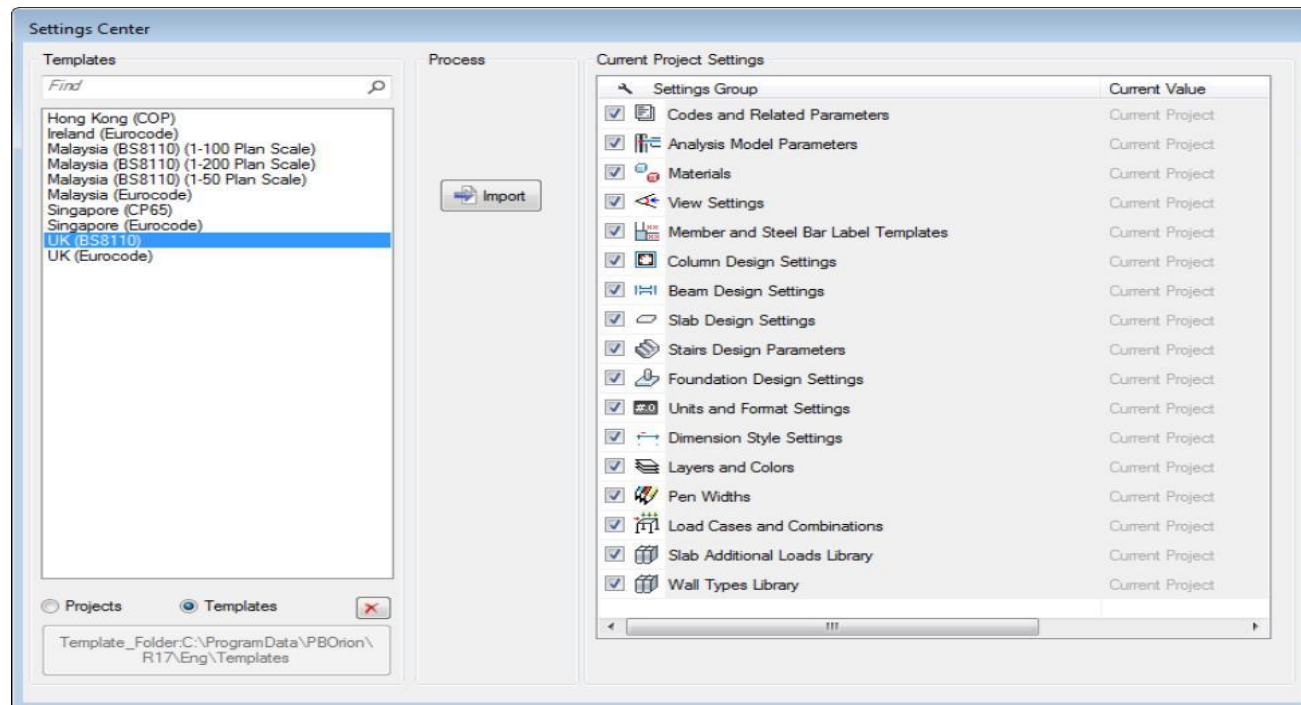 Settings Center
Templates
Find
Hong Kong (COP)
Ireland (Eurocode)
Malaysia (BS8110) (1-100 Plan Scale)
Malaysia (BS8110) (1-200 Plan Scale)
Malaysia (BS8110) (1-50 Plan Scale)
Malaysia (Eurocode)
Singapore (CP65)
Singapore (Eurocode)
UK (BS8110)
UK (Eurocode)
Projects Templates
Template_Folder:C:\ProgramData\PBOrion\
R17\Eng\Templates
Process
Import
Current Project Settings
Settings Group Current Value
Codes and Related Parameters Current Project
Analysis Model Parameters Current Project
Materials Current Project
View Settings Current Project
Member and Steel Bar Label Templates Current Project
Column Design Settings Current Project
Beam Design Settings Current Project
Slab Design Settings Current Project
Stairs Design Parameters Current Project
Foundation Design Settings Current Project
#.0 Units and Format Settings Current Project
Dimension Style Settings Current Project
Layers and Colors Current Project
Pen Widths Current Project
Load Cases and Combinations Current Project
Slab Additional Loads Library Current Project
Wall Types Library Current Project